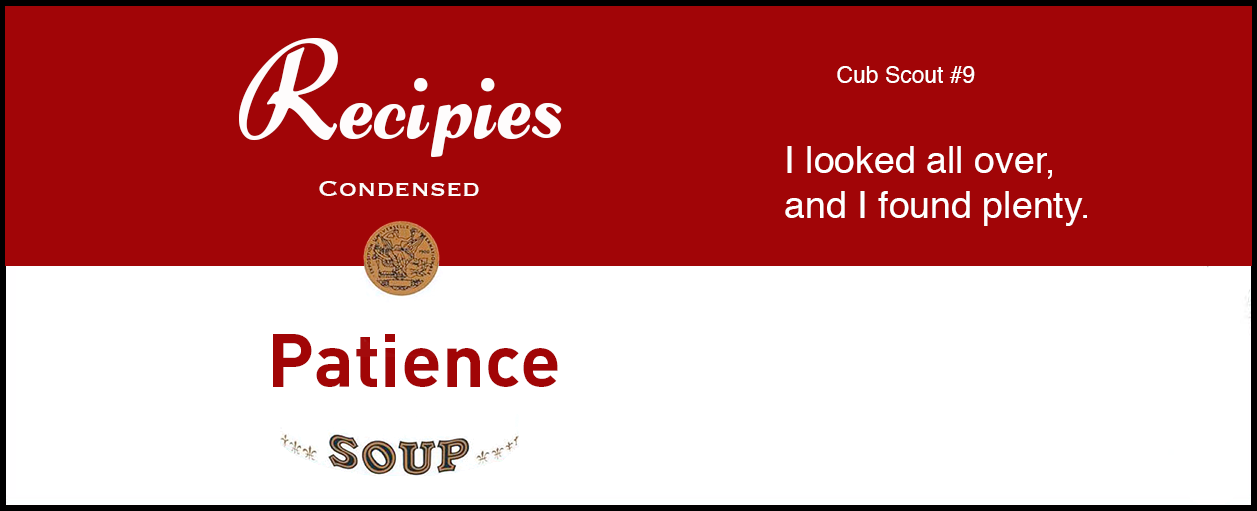 Recipies
Condensed
Patience
SOUP
Cub Scout #9
I looked all over,
and I found plenty.